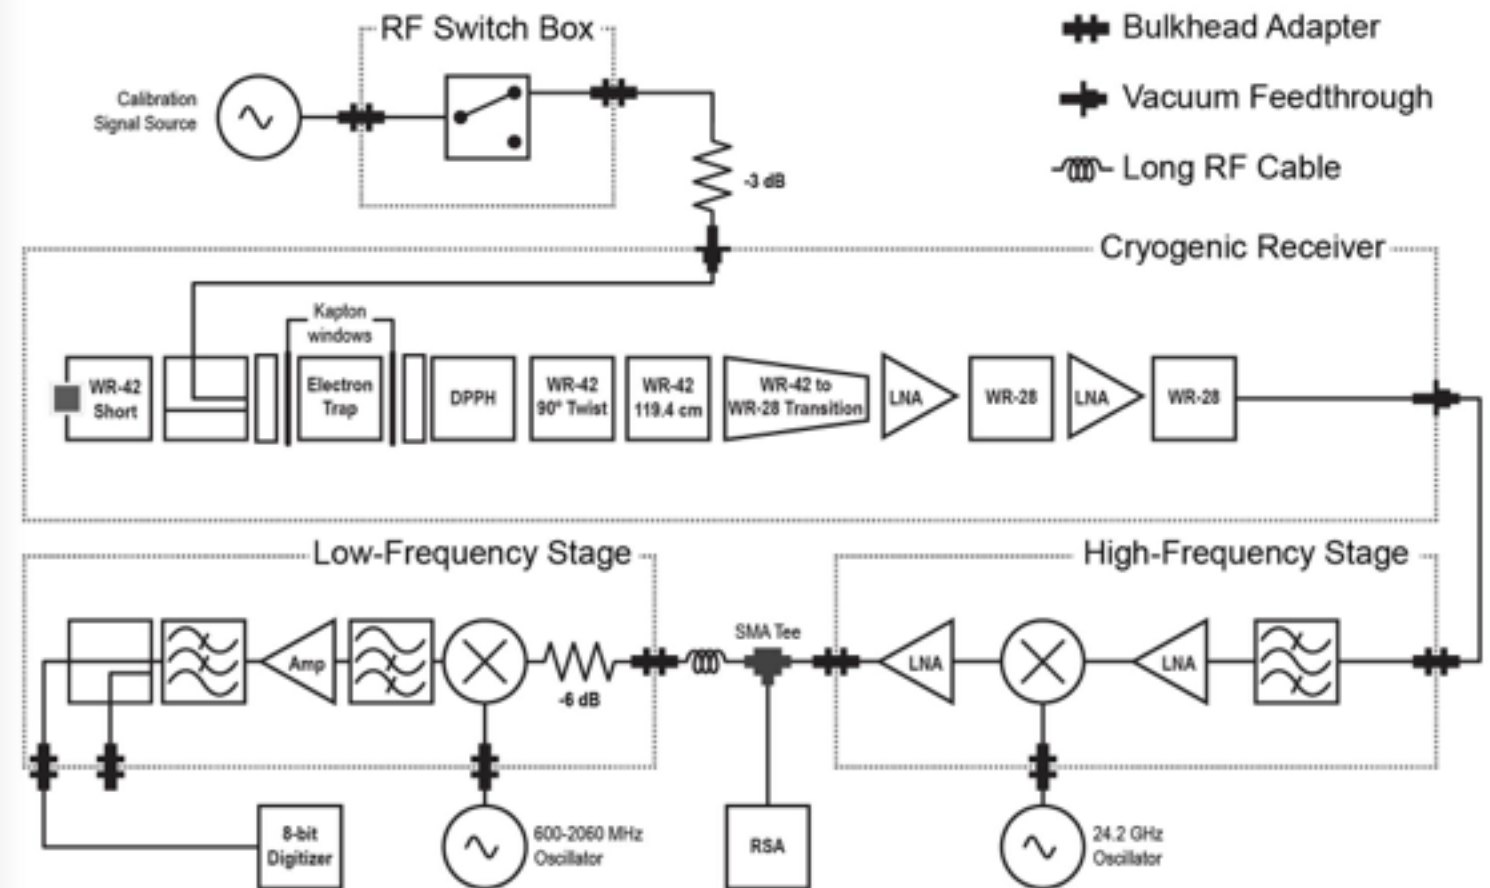 RF Switch Box
Bulkhead Adapter
Vacuum Feedthrough
Long RF Cable
Calibration
Signal Source
-3 dB
Cryogenic Receiver
Kapton
windows
WR-42
Short
Electron
Trap
DPPH
WR-42
90° Twist
WR-42
119.4 cm
WR-42 to
WR-28 Transition
LNA
WR-28
LNA
WR-28
Low-Frequency Stage
High-Frequency Stage
Amp
-6 dB
SMA Tee
LNA
LNA
8-bit
Digitizer
600-2060 MHz
Oscillator
RSA
24.2 GHz
Oscillator